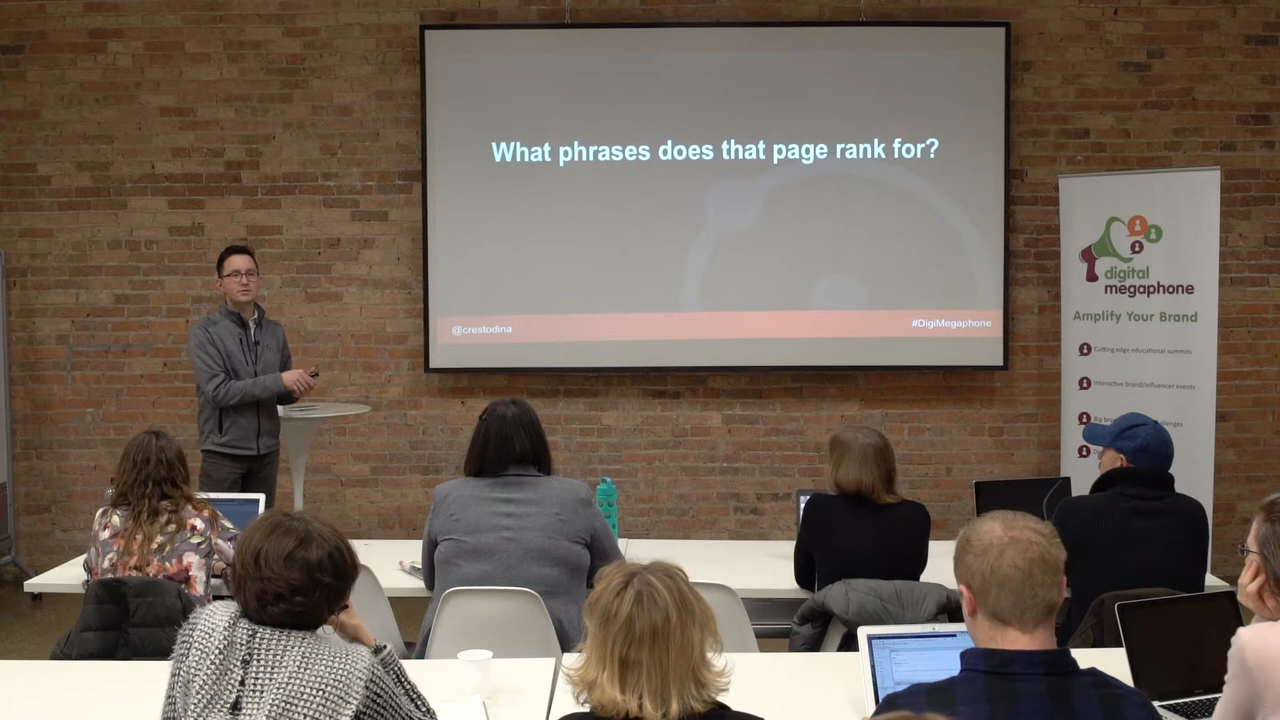 What phrases does that page rank for?
@crestodina
#DigiMegaphone
digital
megaphone
Amplify Your Brand
Cutting edge educational summits
Interactive brand/influencer events
Big